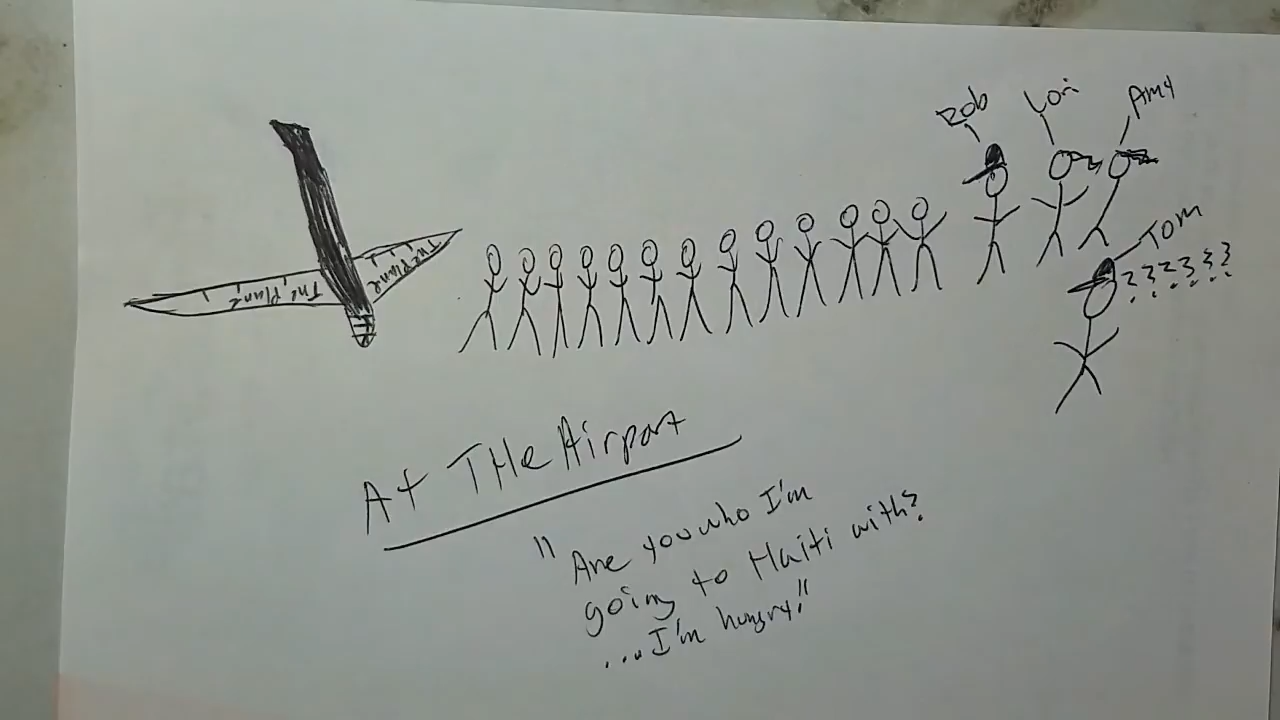 Rob
Lori
Amy
Tom
??????
The Plane
The Plane
At THe Airport
"Are you who I'm
going to Haiti with?
...I'm hungry."